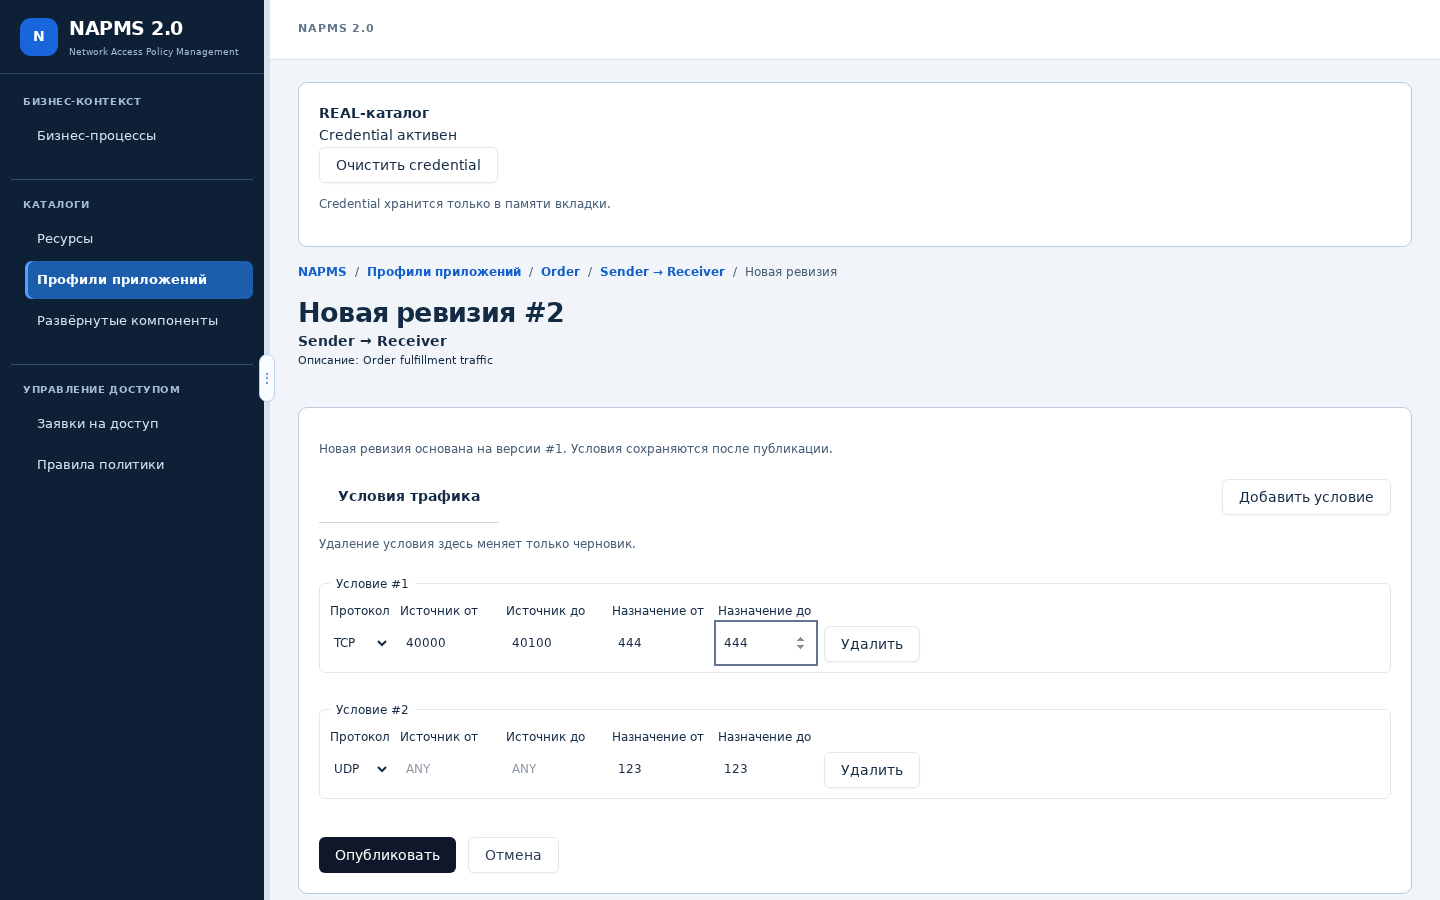 N
NAPMS 2.0
Network Access Policy Management
БИЗНЕС-КОНТЕКСТ
Бизнес-процессы
КАТАЛОГИ
Ресурсы
Профили приложений
Развёрнутые компоненты
УПРАВЛЕНИЕ ДОСТУПОМ
Заявки на доступ
Правила политики
NAPMS 2.0
REAL-каталог
Credential активен
Очистить credential
Credential хранится только в памяти вкладки.
NAPMS / Профили приложений / Order / Sender → Receiver / Новая ревизия
Новая ревизия #2
Sender → Receiver
Описание: Order fulfillment traffic
Новая ревизия основана на версии #1. Условия сохраняются после публикации.
Условия трафика
Добавить условие
Удаление условия здесь меняет только черновик.
Условие #1
Протокол Источник от Источник до Назначение от Назначение до
TCP 40000 40100 444 444 Удалить
Условие #2
Протокол Источник от Источник до Назначение от Назначение до
UDP ANY ANY 123 123 Удалить
Опубликовать Отмена